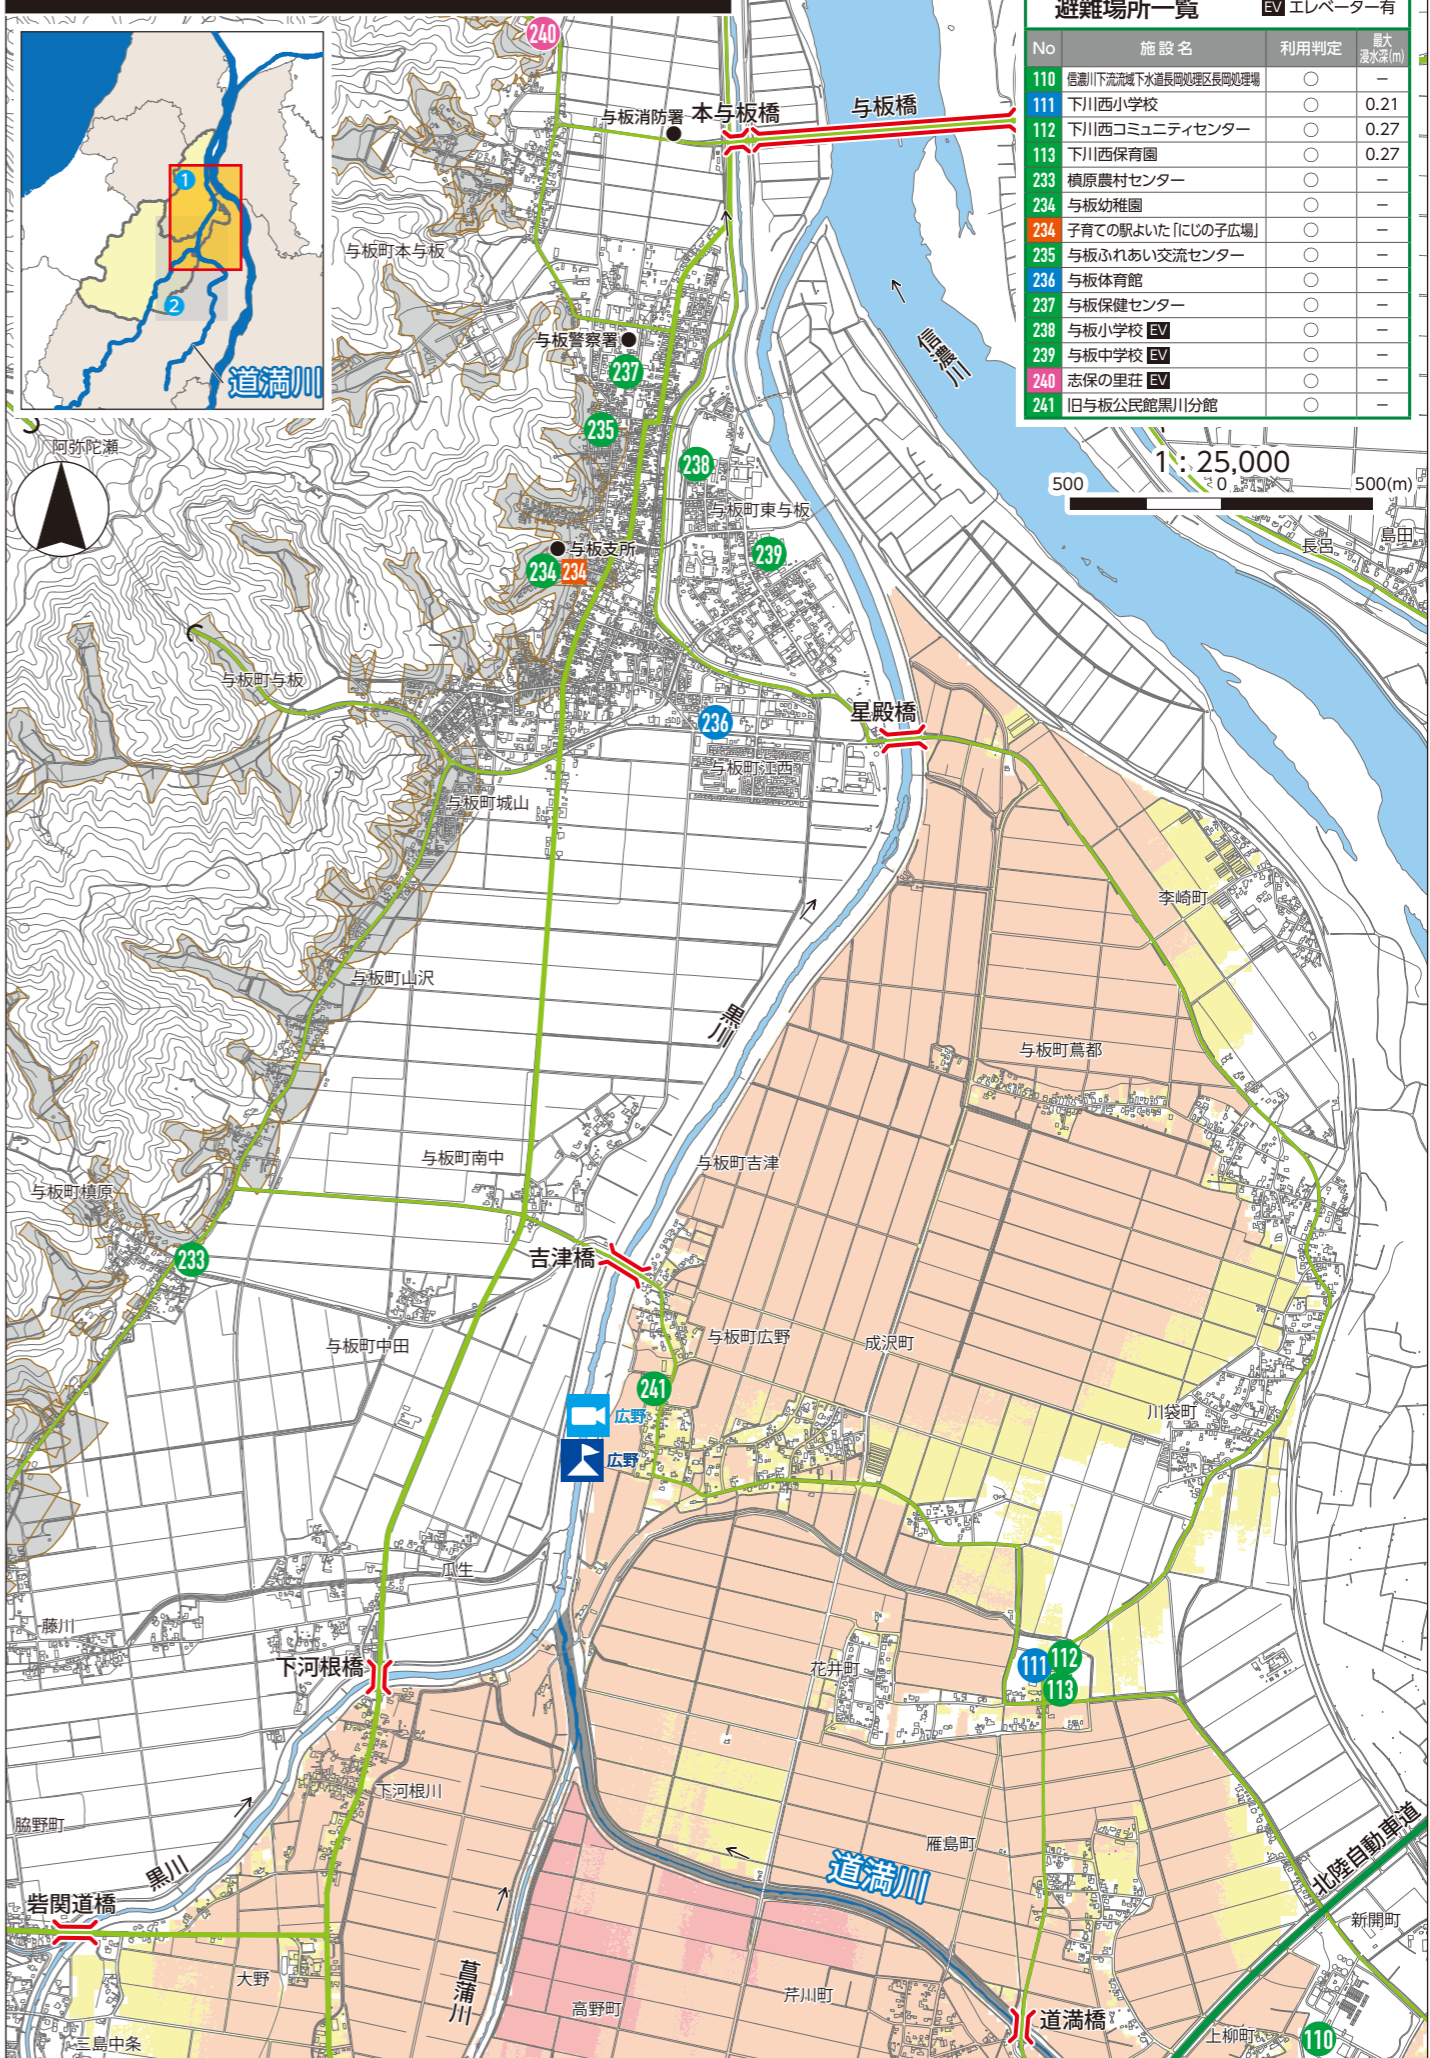 避難場所一覧
EV エレベーター有
No 施設名 利用判定 最大浸水深(m)
110 信濃川下流流域下水道長岡処理区長岡処理場 ○ −
111 下川西小学校 ○ 0.21
112 下川西コミュニティセンター ○ 0.27
113 下川西保育園 ○ 0.27
233 槙原農村センター ○ −
234 与板幼稚園 ○ −
234 子育ての駅よいた「にじの子広場」 ○ −
235 与板ふれあい交流センター ○ −
236 与板体育館 ○ −
237 与板保健センター ○ −
238 与板小学校 EV ○ −
239 与板中学校 EV ○ −
240 志保の里荘 EV ○ −
241 旧与板公民館黒川分館 ○ −
1 : 25,000
500 0 500(m)
1
2
道満川
240
与板消防署
本与板橋
与板橋
与板町本与板
信濃川
与板警察署
237
235
阿弥陀瀬
238
与板町東与板
与板支所
239
234
234
長呂
島田
与板町与板
236
星殿橋
与板町江西
与板町城山
李崎町
与板町山沢
黒川
与板町蔦都
与板町南中
与板町吉津
与板町槙原
233
吉津橋
与板町中田
与板町広野
成沢町
241
広野
広野
川袋町
瓜生
藤川
下河根橋
花井町
111
112
113
下河根川
脇野町
雁島町
道満川
北陸自動車道
黒川
砦関道橋
新開町
大野
菖蒲川
高野町
芹川町
道満橋
上柳町
110
三島中条